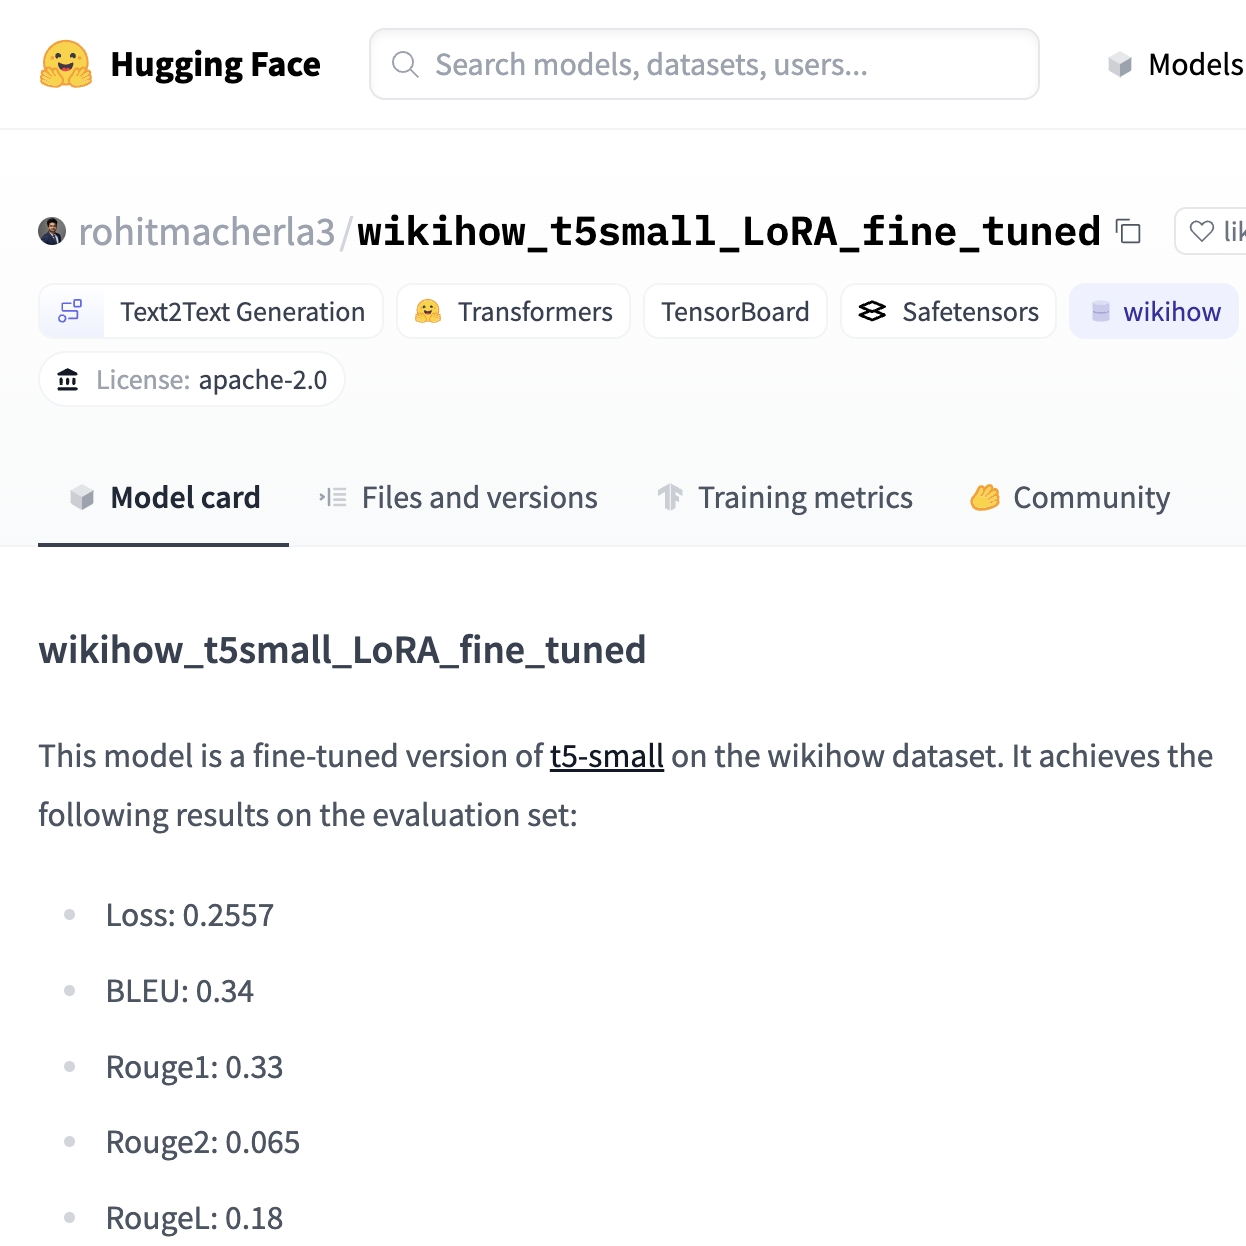 Hugging Face
Search models, datasets, users...
Models
rohitmacherla3/wikihow_t5small_LoRA_fine_tuned
Text2Text Generation
Transformers
TensorBoard
Safetensors
wikihow
License: apache-2.0
Model card
Files and versions
Training metrics
Community
wikihow_t5small_LoRA_fine_tuned
This model is a fine-tuned version of t5-small on the wikihow dataset. It achieves the
following results on the evaluation set:
Loss: 0.2557
BLEU: 0.34
Rouge1: 0.33
Rouge2: 0.065
RougeL: 0.18